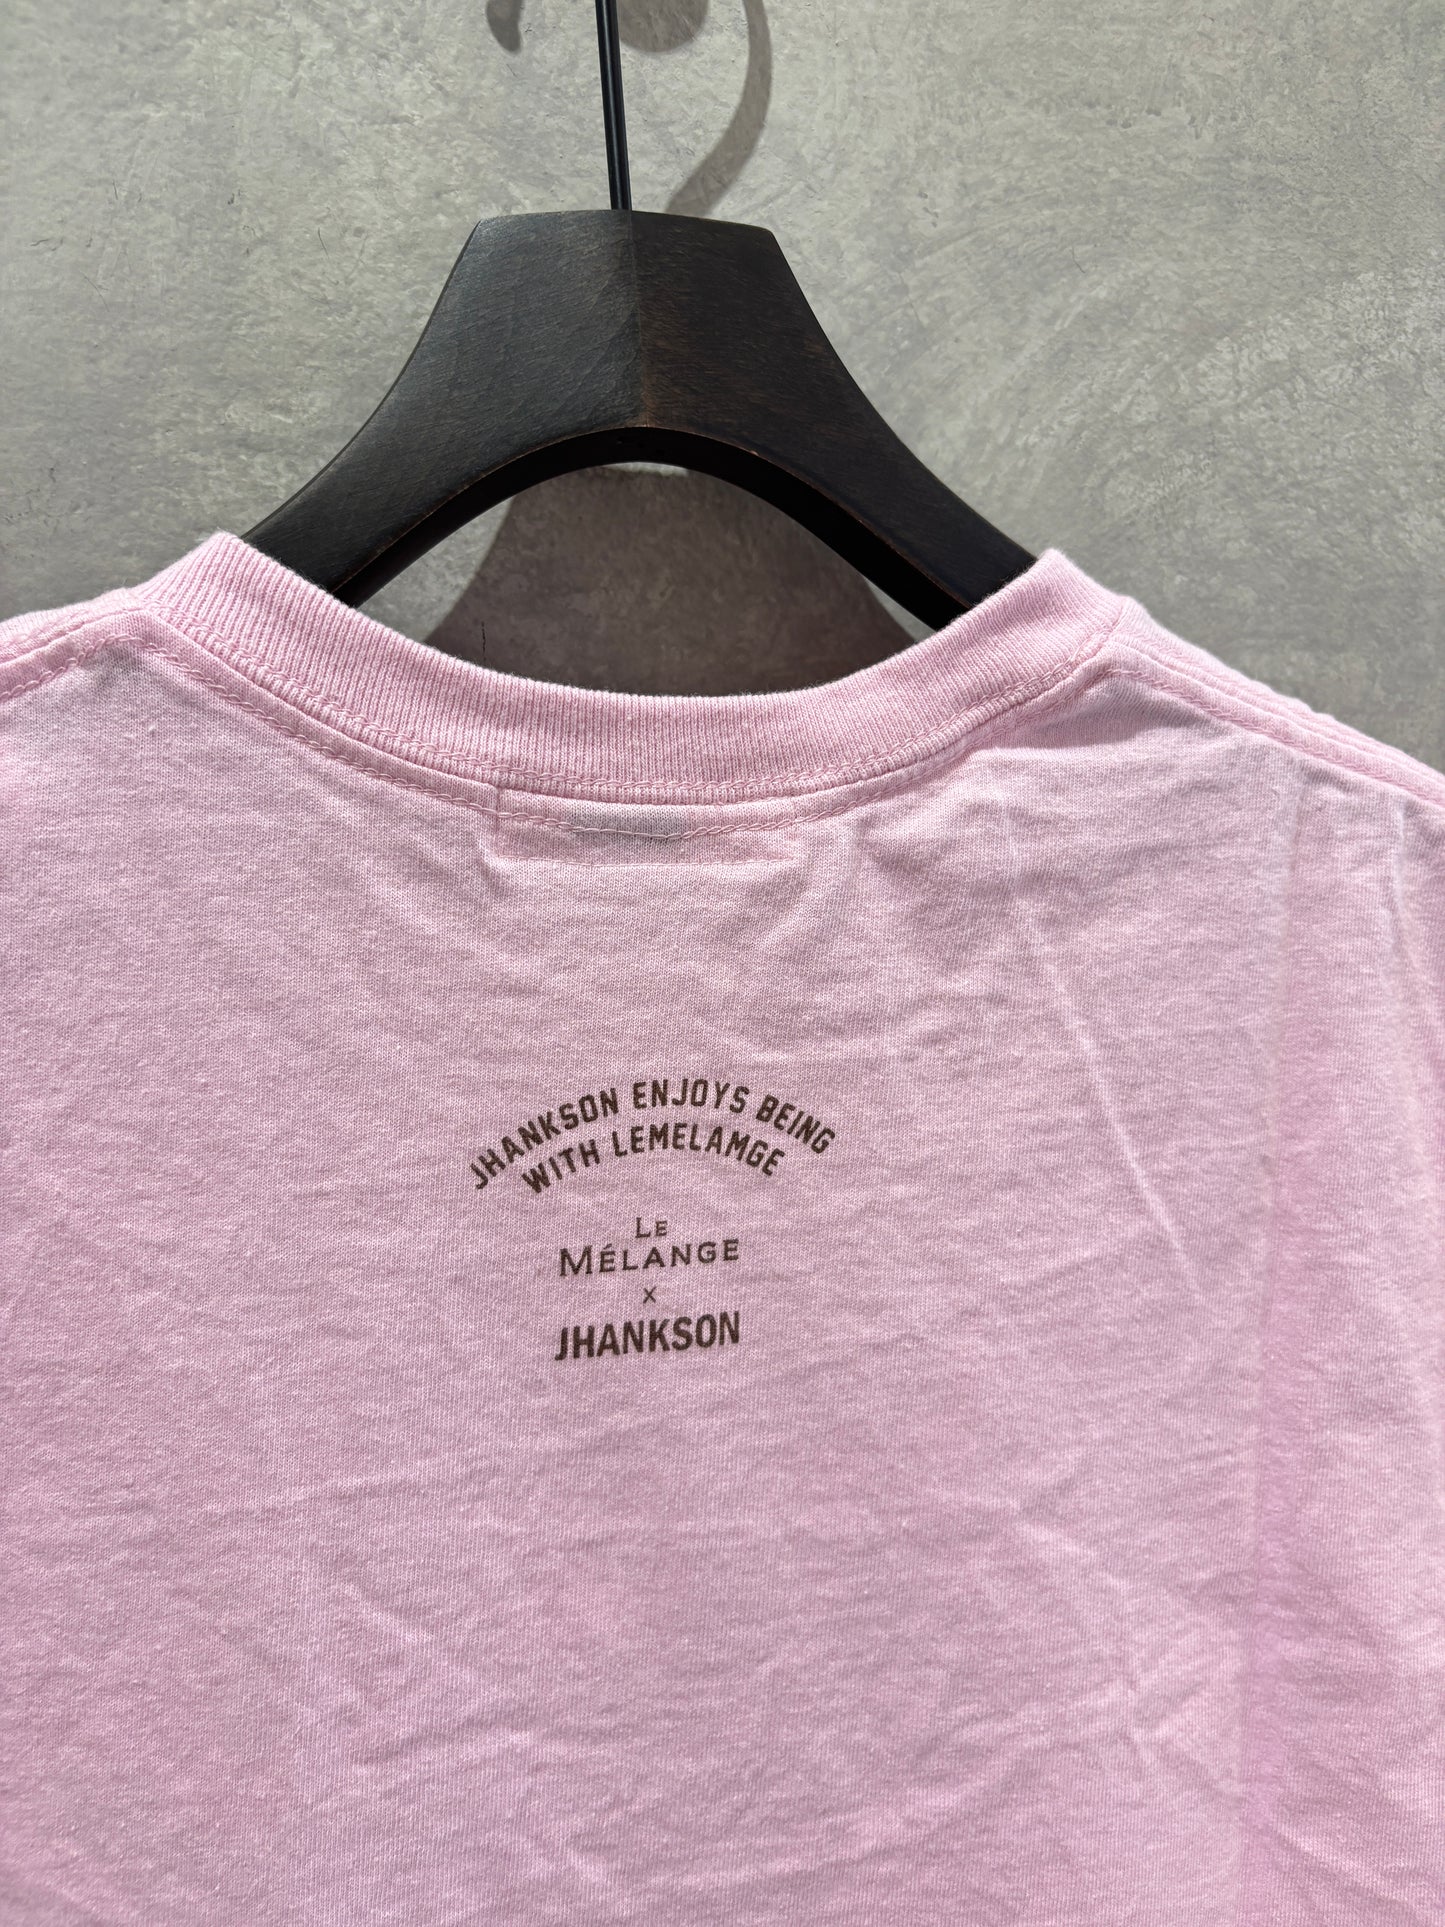 JHANKSON ENJOYS BEING
WITH LEMELAMGE
LE
MÉLANGE
x
JHANKSON